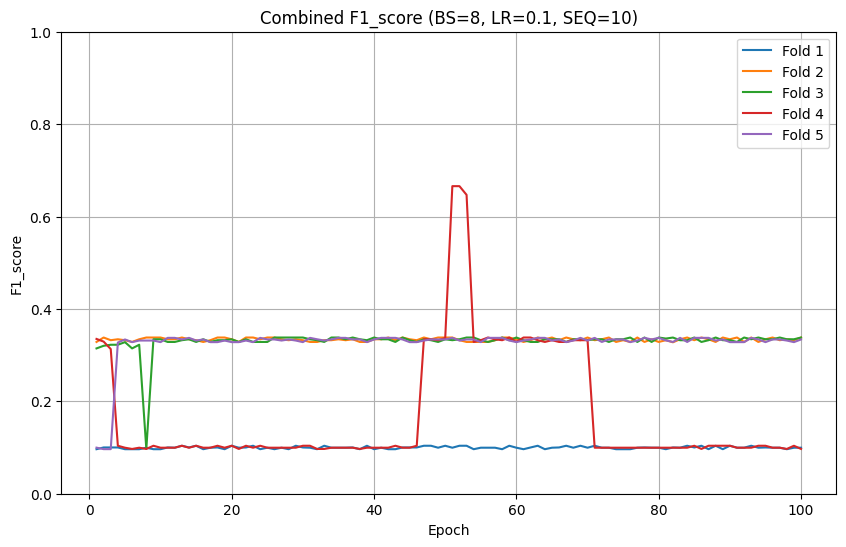 Combined F1_score (BS=8, LR=0.1, SEQ=10)
F1_score
1.0
0.8
0.6
0.4
0.2
0.0
0
20
40
60
80
100
Epoch
Fold 1
Fold 2
Fold 3
Fold 4
Fold 5